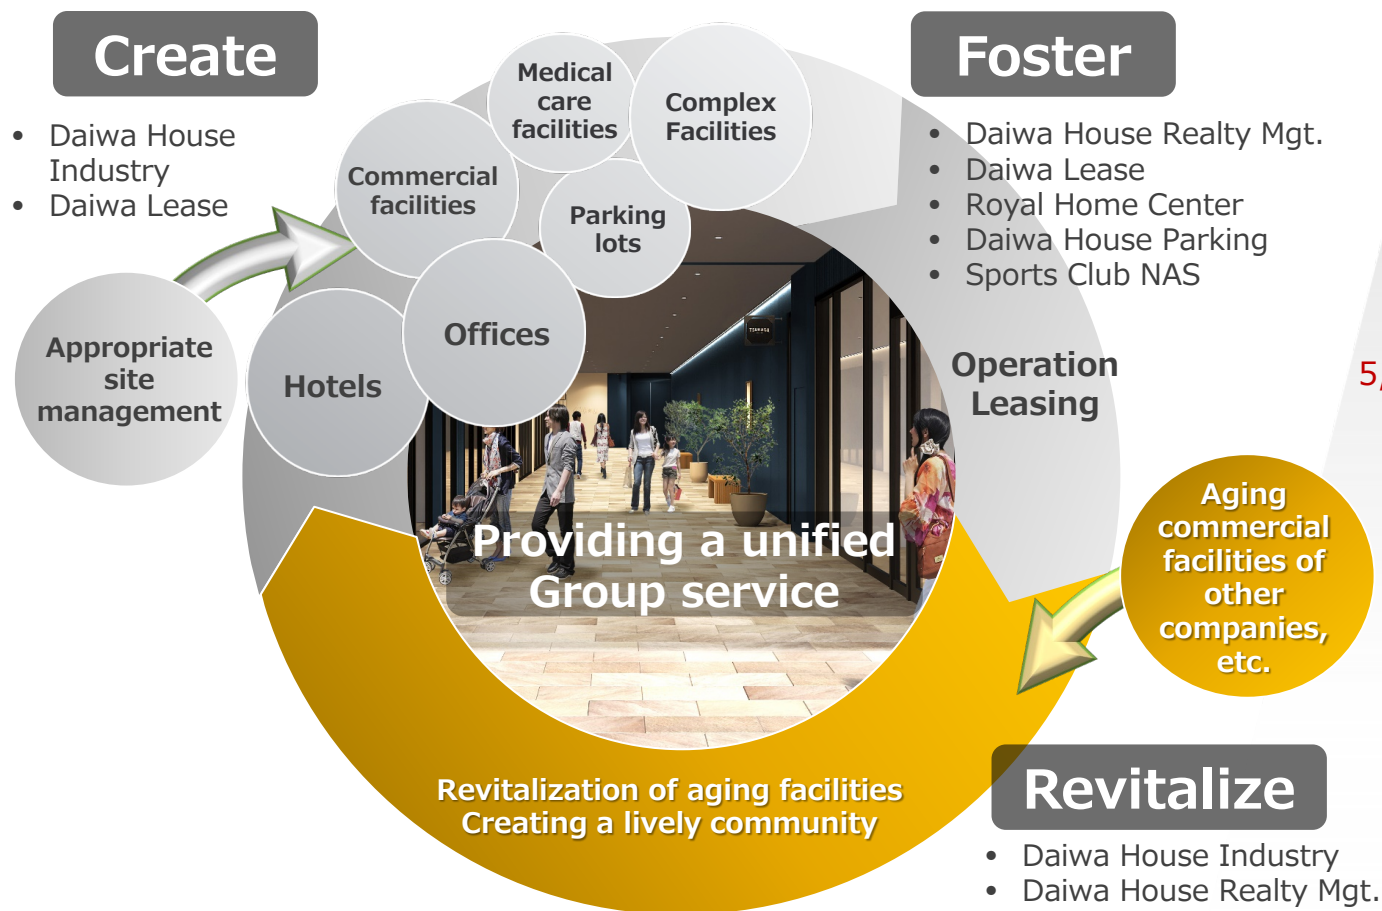 Create
• Daiwa House
Industry
• Daiwa Lease
Appropriate
site
management
Medical
care
facilities
Complex
Facilities
Commercial
facilities
Parking
lots
Offices
Hotels
Foster
• Daiwa House Realty Mgt.
• Daiwa Lease
• Royal Home Center
• Daiwa House Parking
• Sports Club NAS
Operation
Leasing
5,
Aging
commercial
facilities of
other
companies,
etc.
Providing a unified
Group service
Revitalization of aging facilities
Creating a lively community
Revitalize
• Daiwa House Industry
• Daiwa House Realty Mgt.